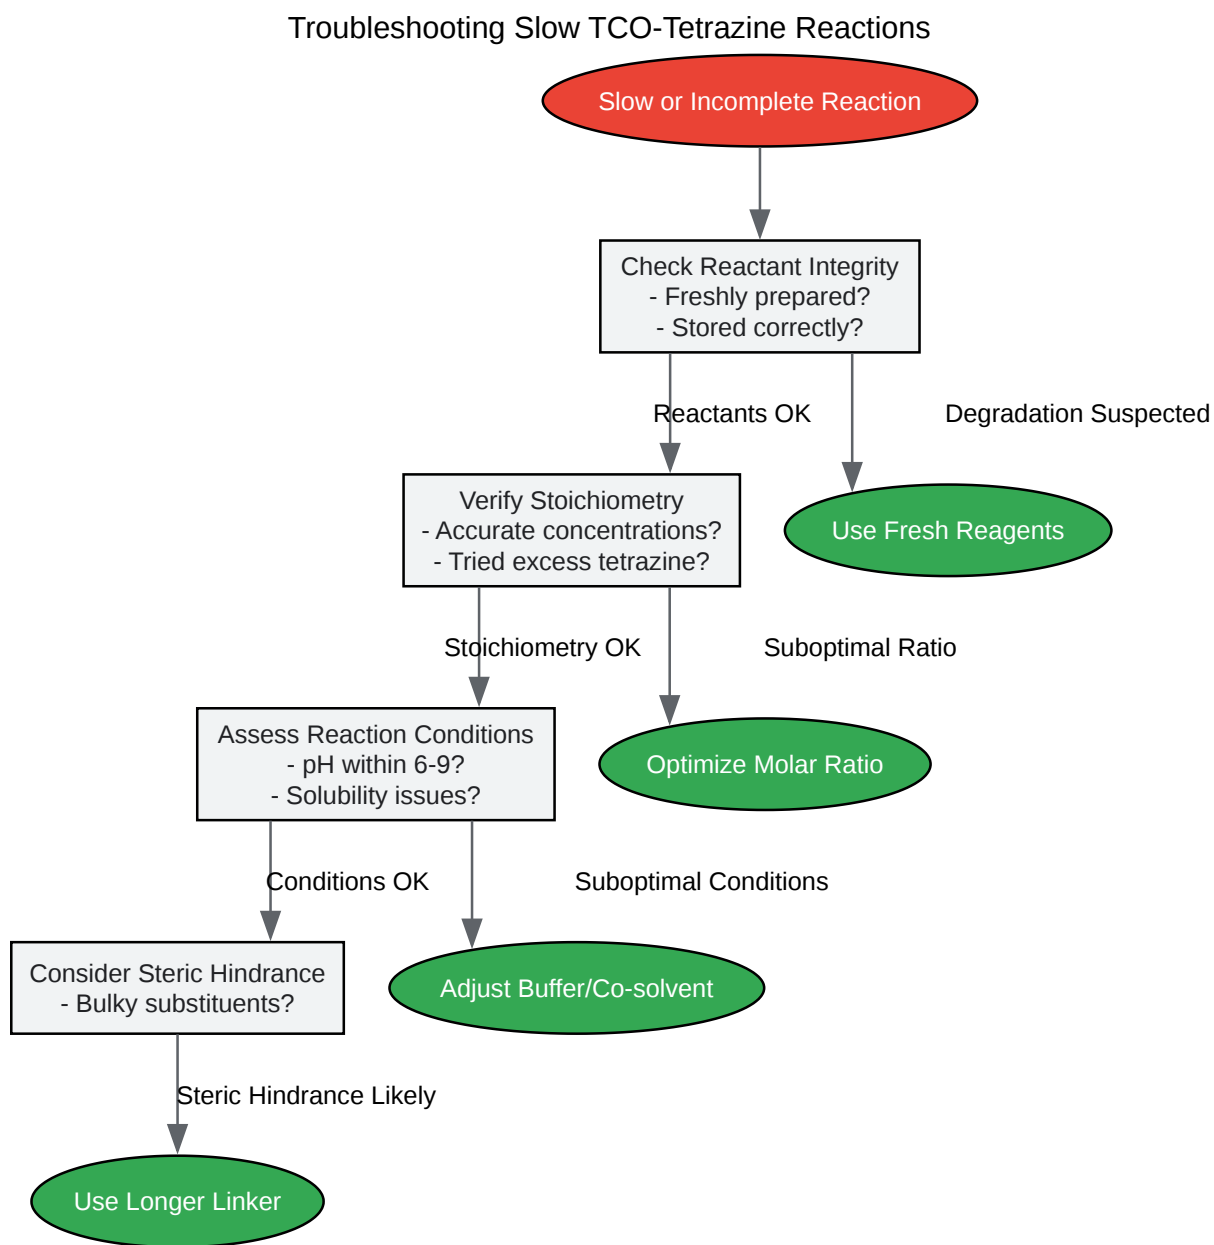 Troubleshooting Slow TCO-Tetrazine Reactions
Slow or Incomplete Reaction
Check Reactant Integrity
- Freshly prepared?
- Stored correctly?
Reactants OK
Degradation Suspected
Verify Stoichiometry
- Accurate concentrations?
- Tried excess tetrazine?
Use Fresh Reagents
Stoichiometry OK
Suboptimal Ratio
Assess Reaction Conditions
- pH within 6-9?
- Solubility issues?
Optimize Molar Ratio
Conditions OK
Suboptimal Conditions
Consider Steric Hindrance
- Bulky substituents?
Adjust Buffer/Co-solvent
Steric Hindrance Likely
Use Longer Linker